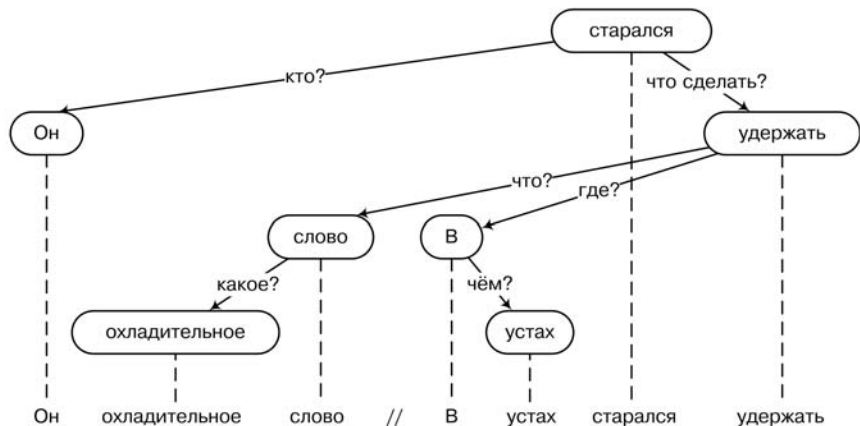 старался
кто?
что сделать?
Он
удержать
что?
где?
слово
В
какое?
чём?
охладительное
устах
Он охладительное слово // В устах старался удержать